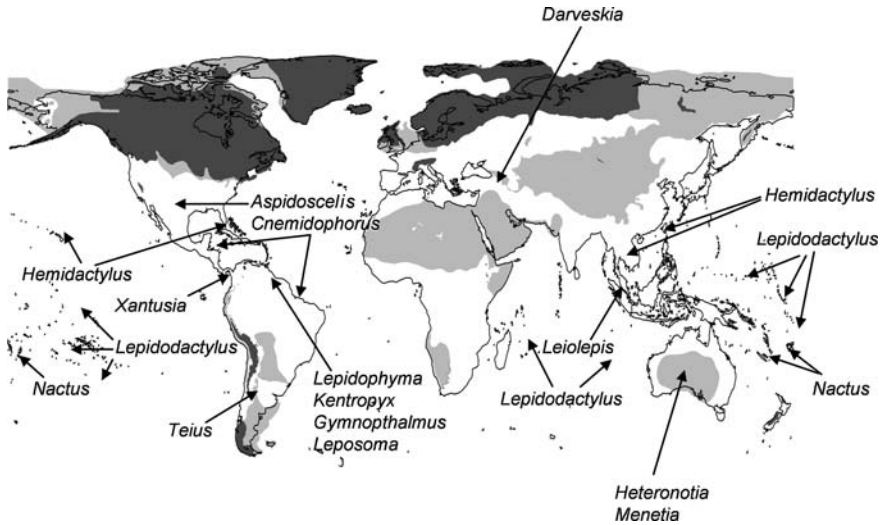 Darveskia
Aspidoscelis
Cnemidophorus
Hemidactylus
Hemidactylus
Lepidodactylus
Xantusia
Lepidodactylus
Leiolepis
Nactus
Lepidophyma
Kentropyx
Gymnopthalmus
Leposoma
Lepidodactylus
Nactus
Teius
Heteronotia
Menetia